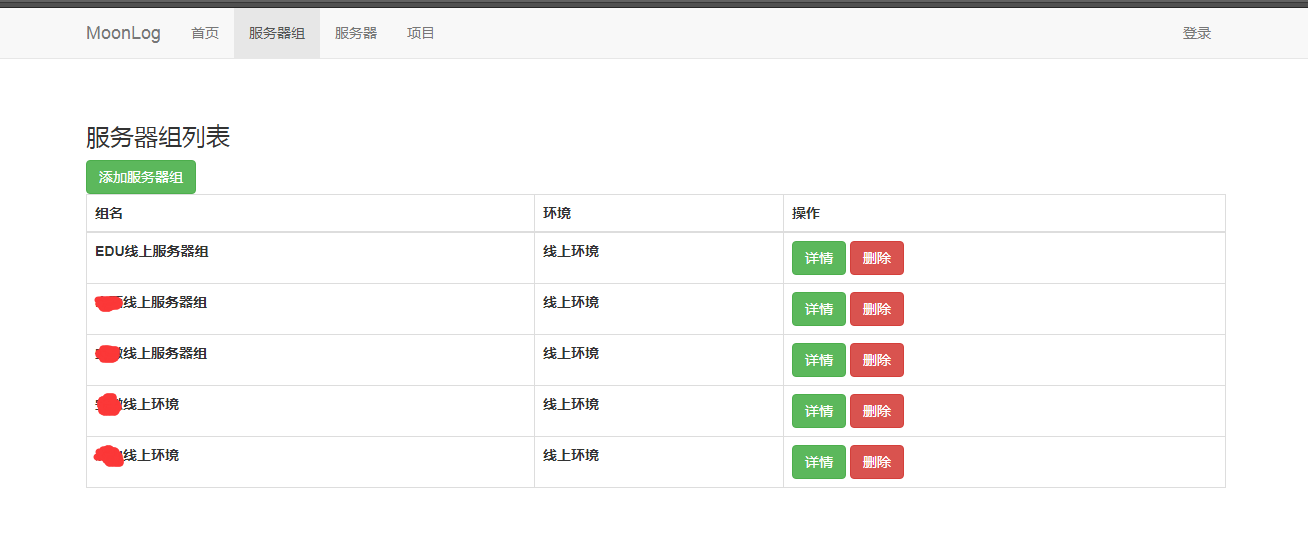 MoonLog 首页 服务器组 服务器 项目 登录
服务器组列表
添加服务器组
组名 环境 操作
EDU线上服务器组 线上环境 详情 删除
线上服务器组 线上环境 详情 删除
线上服务器组 线上环境 详情 删除
线上环境 线上环境 详情 删除
线上环境 线上环境 详情 删除